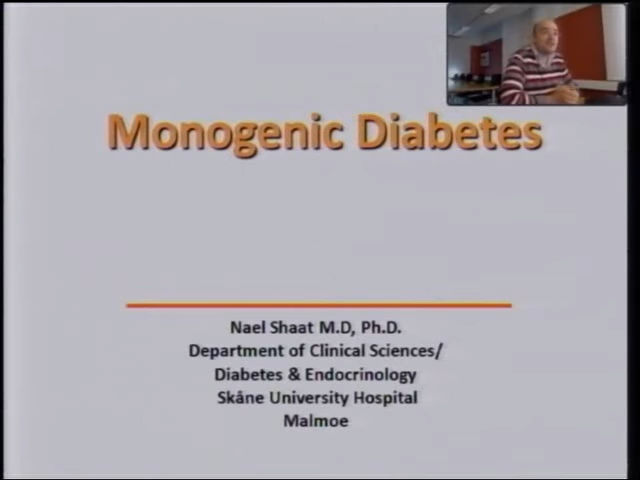 Monogenic Diabetes
Nael Shaat M.D, Ph.D.
Department of Clinical Sciences/
Diabetes & Endocrinology
Skåne University Hospital
Malmoe